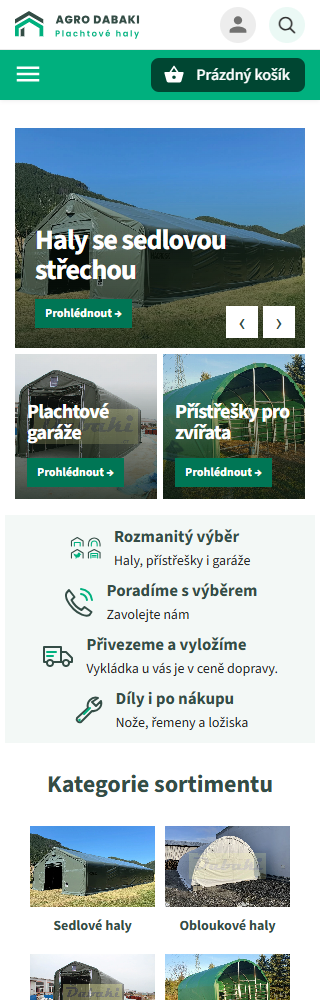 AGRO DABAKI
Plachtové haly
Prázdný košík
Haly se sedlovou
střechou
Prohlédnout →
‹ ›
Plachtové
garáže
Prohlédnout →
Přístřešky pro
zvířata
Prohlédnout →
Rozmanitý výběr
Haly, přístřešky i garáže
Poradíme s výběrem
Zavolejte nám
Přivezeme a vyložíme
Vykládka u vás je v ceně dopravy.
Díly i po nákupu
Nože, řemeny a ložiska
Kategorie sortimentu
Sedlové haly
Obloukové haly
Dabaki